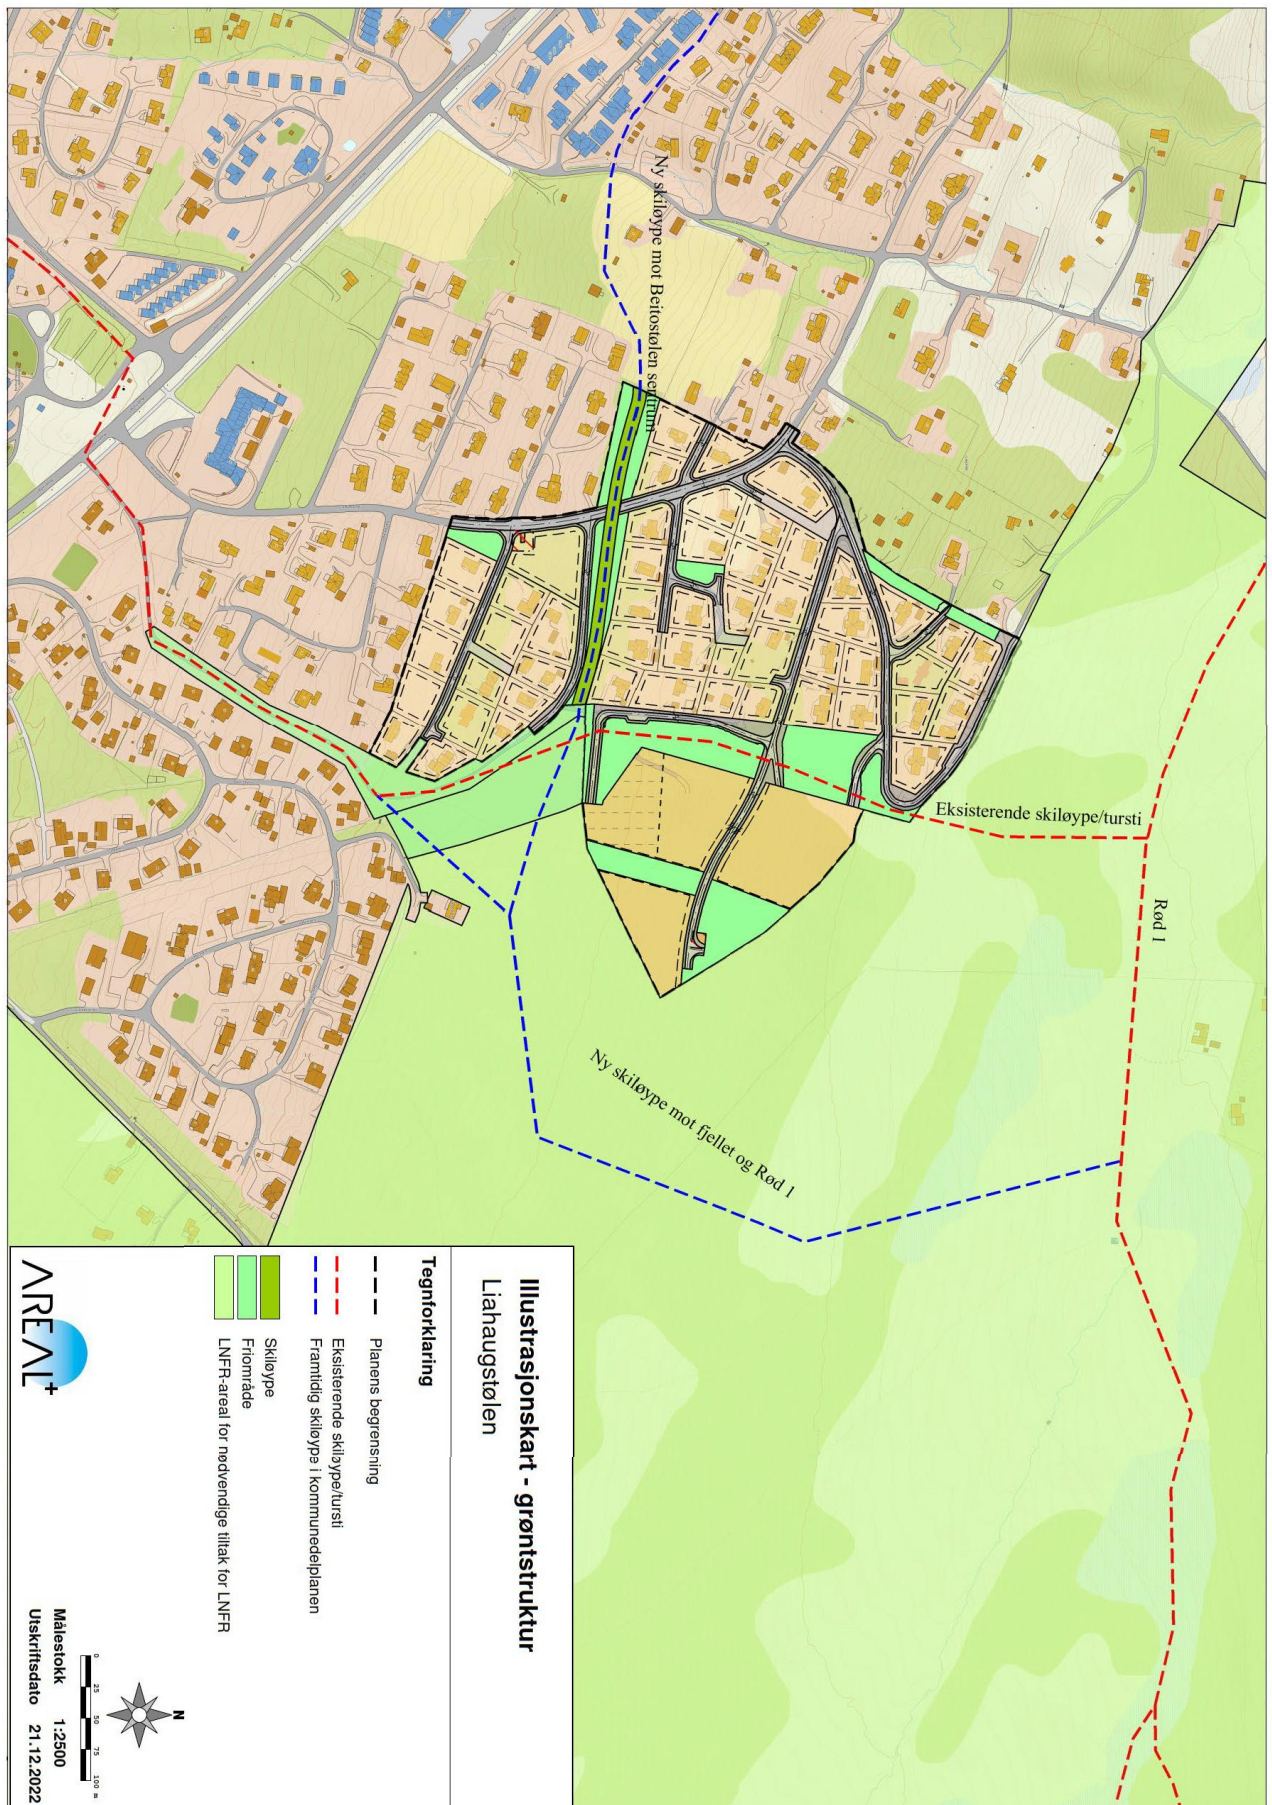 Ny skiløype mot Beitostølen sentrum
Eksisterende skiløype/tursti
Rød 1
Ny skiløype mot fjellet og Rød 1
Illustrasjonskart - grøntstruktur
Liahaugstølen
Tegnforklaring
Planens begrensning
Eksisterende skiløype/tursti
Framtidig skiløype i kommunedelplanen
Skiløype
Friområde
LNFR-areal for nødvendige tiltak for LNFR
N
0 25 50 75 100 m
Målestokk 1:2500
Utskriftsdato 21.12.2022
AREAL+